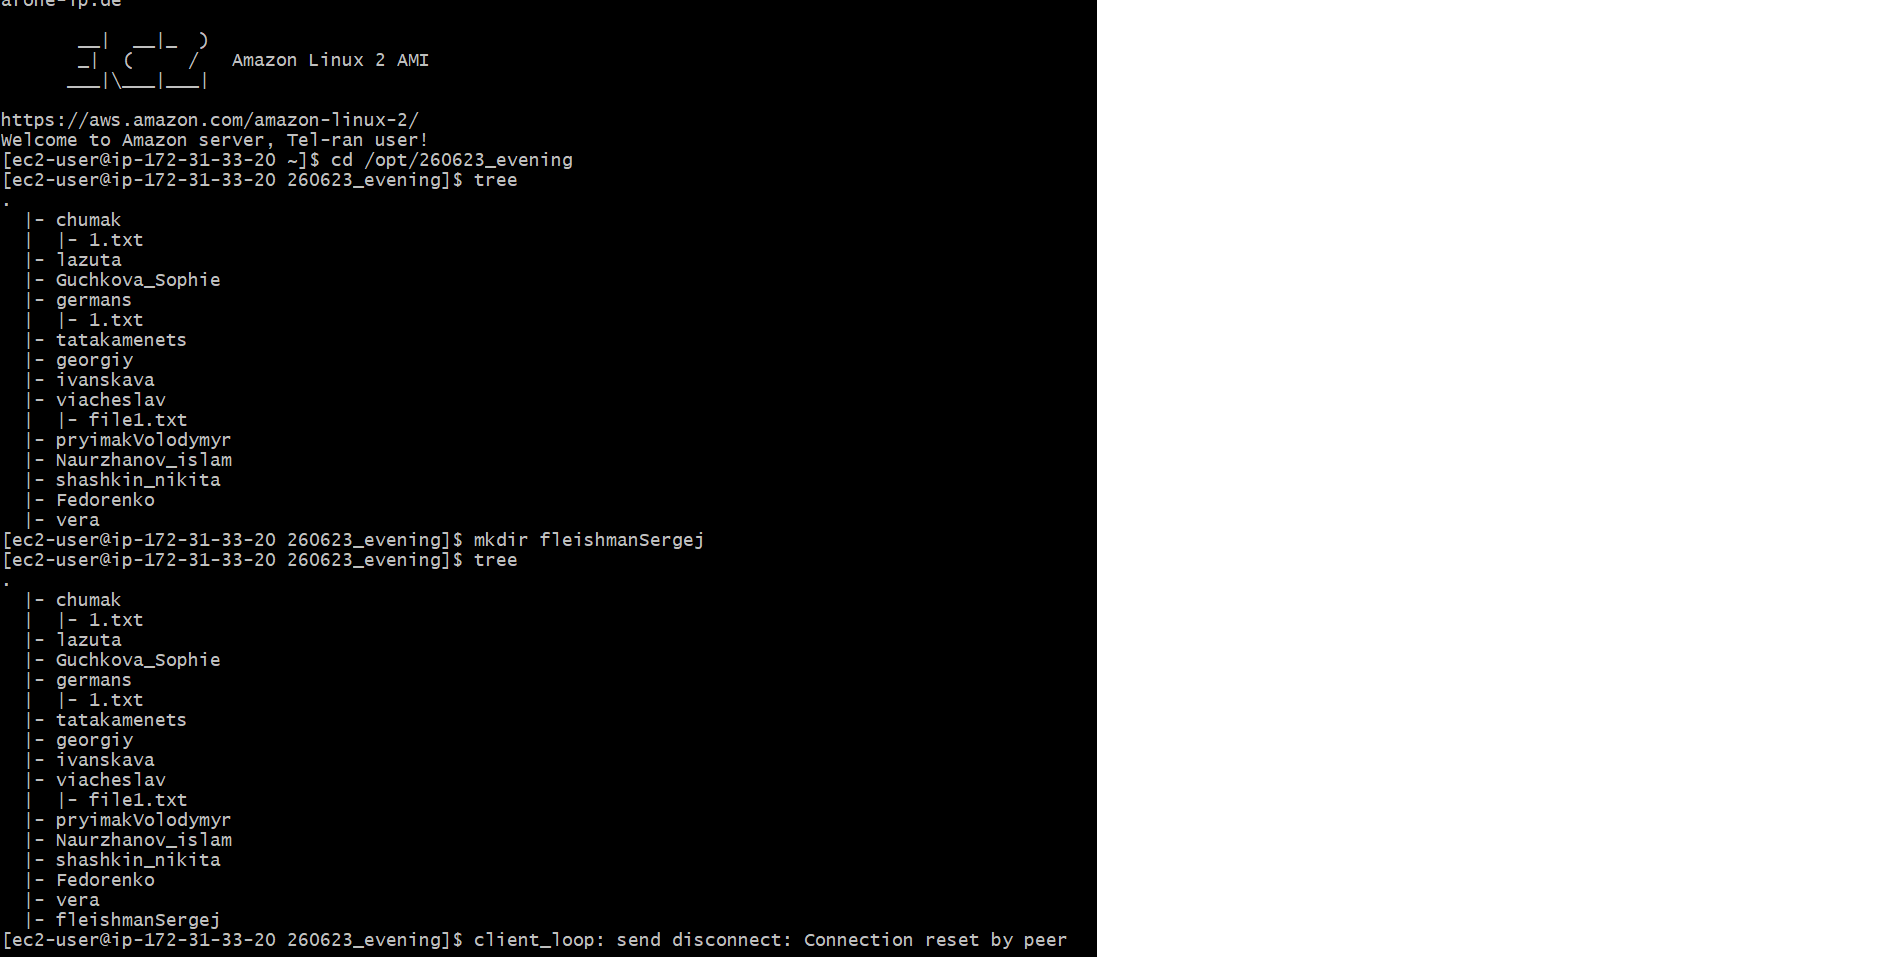 arone-ip.de
__|  __|_  )
_|  (     /   Amazon Linux 2 AMI
___|\___|___|
https://aws.amazon.com/amazon-linux-2/
Welcome to Amazon server, Tel-ran user!
[ec2-user@ip-172-31-33-20 ~]$ cd /opt/260623_evening
[ec2-user@ip-172-31-33-20 260623_evening]$ tree
.
|- chumak
|  |- 1.txt
|- lazuta
|- Guchkova_Sophie
|- germans
|  |- 1.txt
|- tatakamenets
|- georgiy
|- ivanskava
|- viacheslav
|  |- file1.txt
|- pryimakVolodymyr
|- Naurzhanov_islam
|- shashkin_nikita
|- Fedorenko
|- vera
[ec2-user@ip-172-31-33-20 260623_evening]$ mkdir fleishmanSergej
[ec2-user@ip-172-31-33-20 260623_evening]$ tree
.
|- chumak
|  |- 1.txt
|- lazuta
|- Guchkova_Sophie
|- germans
|  |- 1.txt
|- tatakamenets
|- georgiy
|- ivanskava
|- viacheslav
|  |- file1.txt
|- pryimakVolodymyr
|- Naurzhanov_islam
|- shashkin_nikita
|- Fedorenko
|- vera
|- fleishmanSergej
[ec2-user@ip-172-31-33-20 260623_evening]$ client_loop: send disconnect: Connection reset by peer